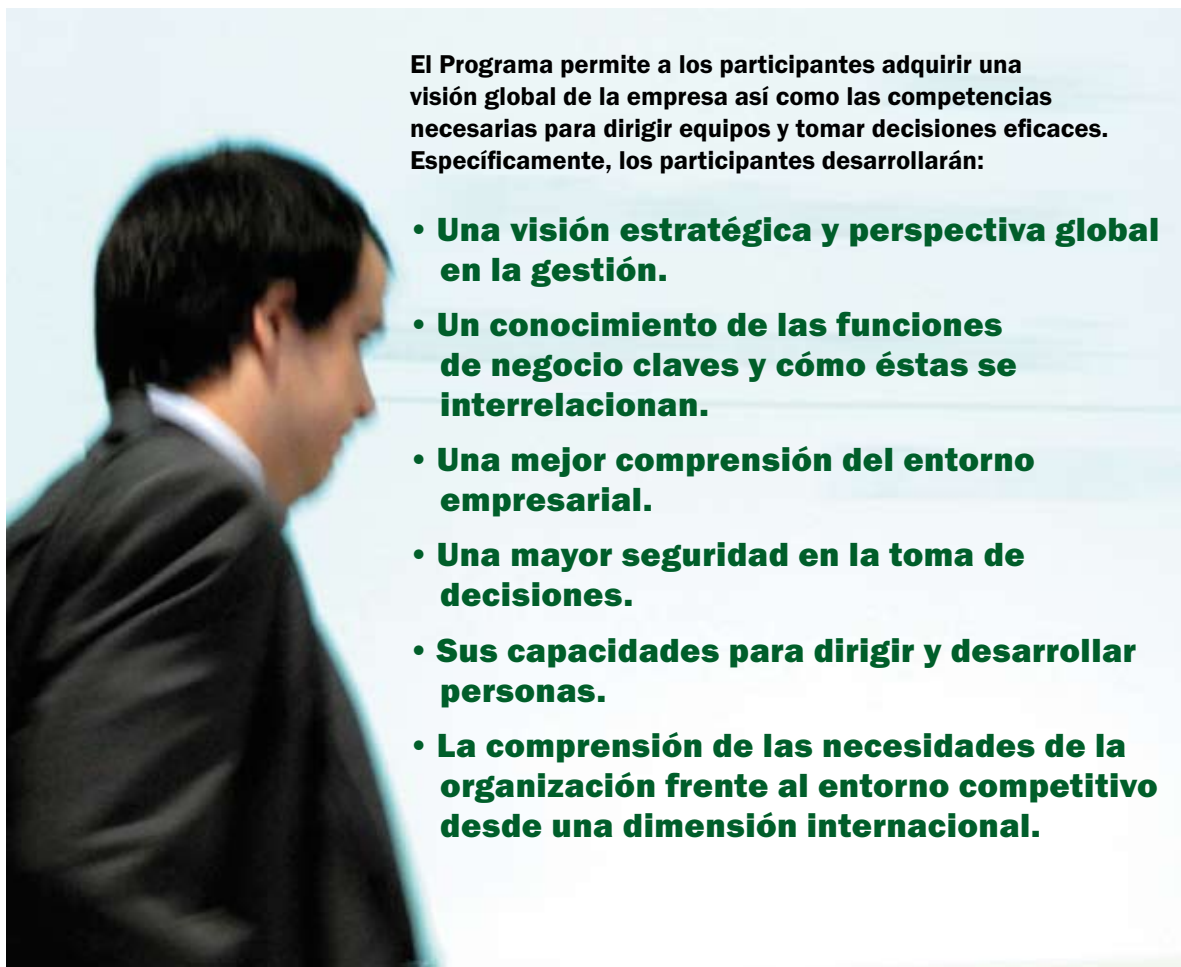 El Programa permite a los participantes adquirir una
visión global de la empresa así como las competencias
necesarias para dirigir equipos y tomar decisiones eficaces.
Específicamente, los participantes desarrollarán:
• Una visión estratégica y perspectiva global
en la gestión.
• Un conocimiento de las funciones
de negocio claves y cómo éstas se
interrelacionan.
• Una mejor comprensión del entorno
empresarial.
• Una mayor seguridad en la toma de
decisiones.
• Sus capacidades para dirigir y desarrollar
personas.
• La comprensión de las necesidades de la
organización frente al entorno competitivo
desde una dimensión internacional.